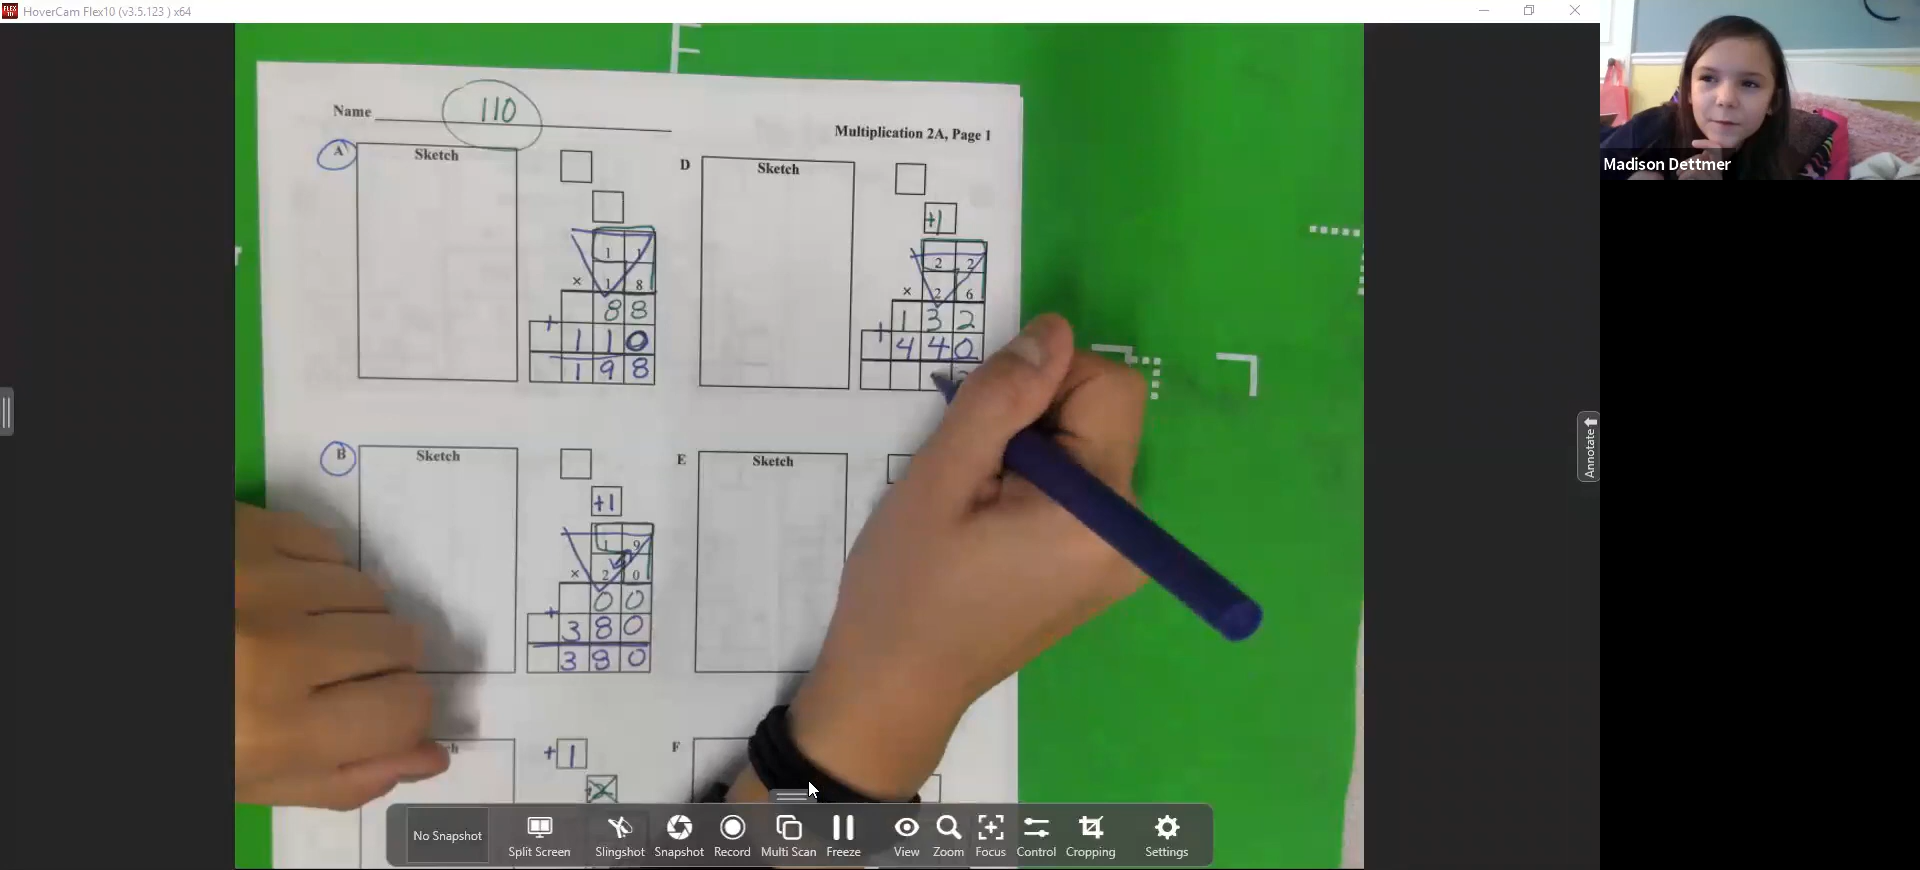 HoverCam Flex10 (v3.5.123 ) x64
Madison Dettmer
Name 110
Multiplication 2A, Page 1
A
Sketch
1 1
× 1 8
8 8
+ 1 1 0
1 9 8
D
Sketch
+1
2 2
× 2 6
1 3 2
+ 4 4 0
B
Sketch
+1
1 9
× 2 0
0 0
+ 3 8 0
3 8 0
E
Sketch
+ 1
F
Annotate
No Snapshot
Split Screen
Slingshot
Snapshot
Record
Multi Scan
Freeze
View
Zoom
Focus
Control
Cropping
Settings